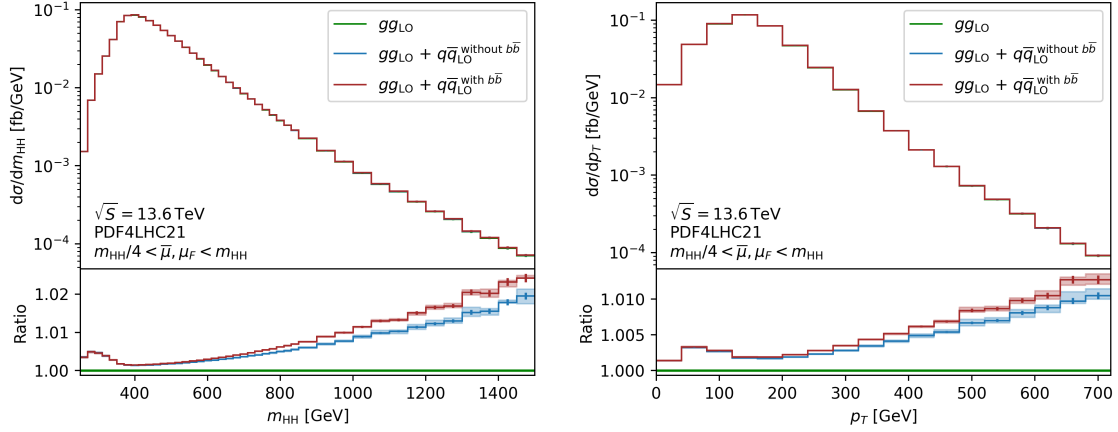 10⁻¹
10⁻²
10⁻³
10⁻⁴
dσ/dm_HH [fb/GeV]
gg_LO
gg_LO + qq̅_LO^without bb̅
gg_LO + qq̅_LO^with bb̅
√S = 13.6 TeV
PDF4LHC21
m_HH/4 < μ̅, μ_F < m_HH
1.02
1.01
1.00
Ratio
400 600 800 1000 1200 1400
m_HH [GeV]
10⁻¹
10⁻²
10⁻³
10⁻⁴
dσ/dp_T [fb/GeV]
gg_LO
gg_LO + qq̅_LO^without bb̅
gg_LO + qq̅_LO^with bb̅
√S = 13.6 TeV
PDF4LHC21
m_HH/4 < μ̅, μ_F < m_HH
1.010
1.005
1.000
Ratio
0 100 200 300 400 500 600 700
p_T [GeV]